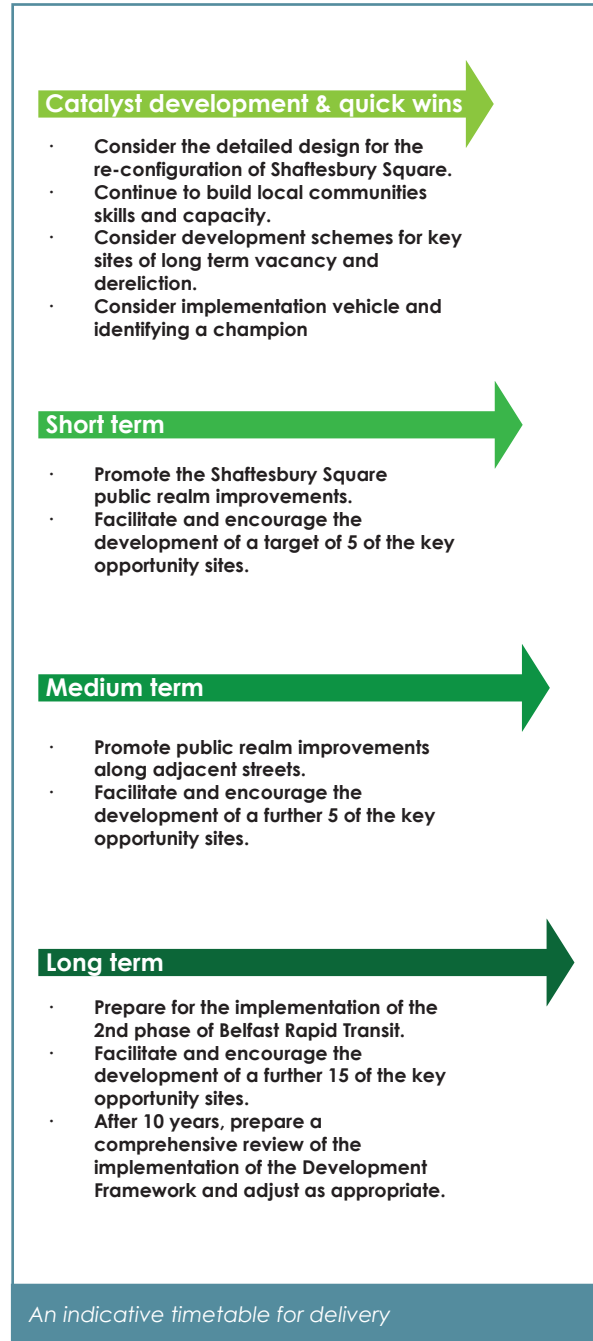 Catalyst development & quick wins
· Consider the detailed design for the
re-configuration of Shaftesbury Square.
· Continue to build local communities
skills and capacity.
· Consider development schemes for key
sites of long term vacancy and
dereliction.
· Consider implementation vehicle and
identifying a champion
Short term
· Promote the Shaftesbury Square
public realm improvements.
· Facilitate and encourage the
development of a target of 5 of the key
opportunity sites.
Medium term
· Promote public realm improvements
along adjacent streets.
· Facilitate and encourage the
development of a further 5 of the key
opportunity sites.
Long term
· Prepare for the implementation of the
2nd phase of Belfast Rapid Transit.
· Facilitate and encourage the
development of a further 15 of the key
opportunity sites.
· After 10 years, prepare a
comprehensive review of the
implementation of the Development
Framework and adjust as appropriate.
An indicative timetable for delivery